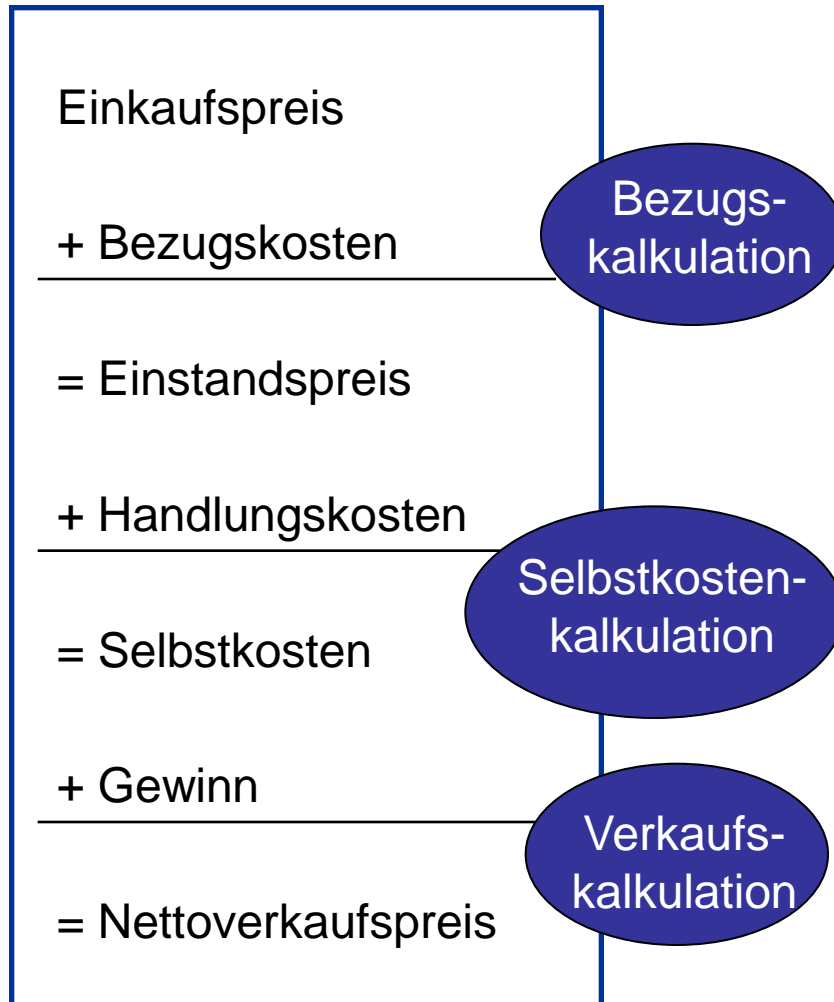 Einkaufspreis
+ Bezugskosten
Bezugs-
kalkulation
= Einstandspreis
+ Handlungskosten
Selbstkosten-
kalkulation
= Selbstkosten
+ Gewinn
Verkaufs-
kalkulation
= Nettoverkaufspreis